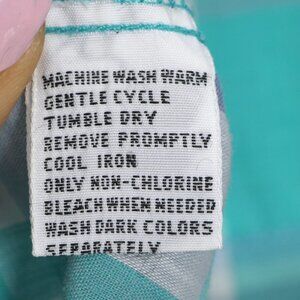 MACHINE WASH WARM
GENTLE CYCLE
TUMBLE DRY
REMOVE PROMPTLY
COOL IRON
ONLY NON-CHLORINE
BLEACH WHEN NEEDED
WASH DARK COLORS
SEPARATELY